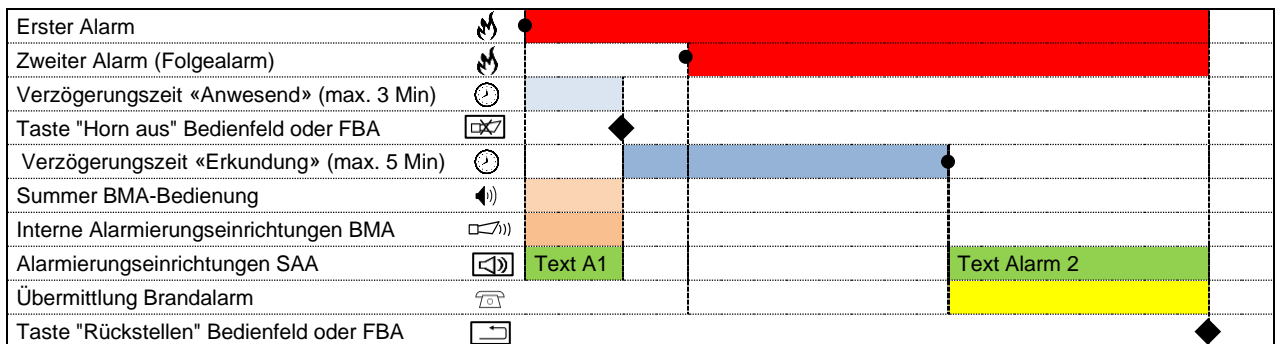 Erster Alarm
Zweiter Alarm (Folgealarm)
Verzögerungszeit «Anwesend» (max. 3 Min)
Taste "Horn aus" Bedienfeld oder FBA
Verzögerungszeit «Erkundung» (max. 5 Min)
Summer BMA-Bedienung
Interne Alarmierungseinrichtungen BMA
Alarmierungseinrichtungen SAA Text A1 Text Alarm 2
Übermittlung Brandalarm
Taste "Rückstellen" Bedienfeld oder FBA